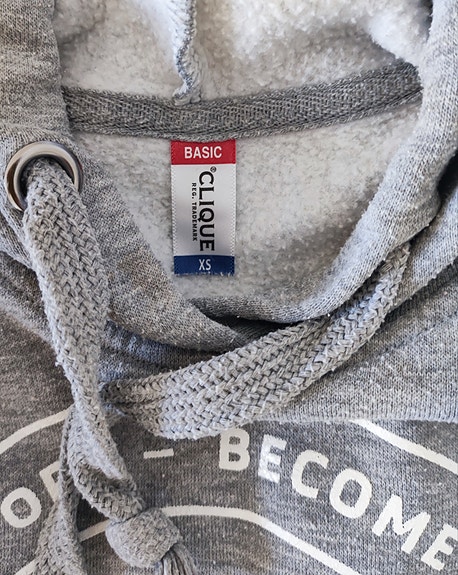 BASIC
CLIQUE®
REG. TRADEMARK
XS
- BECOME